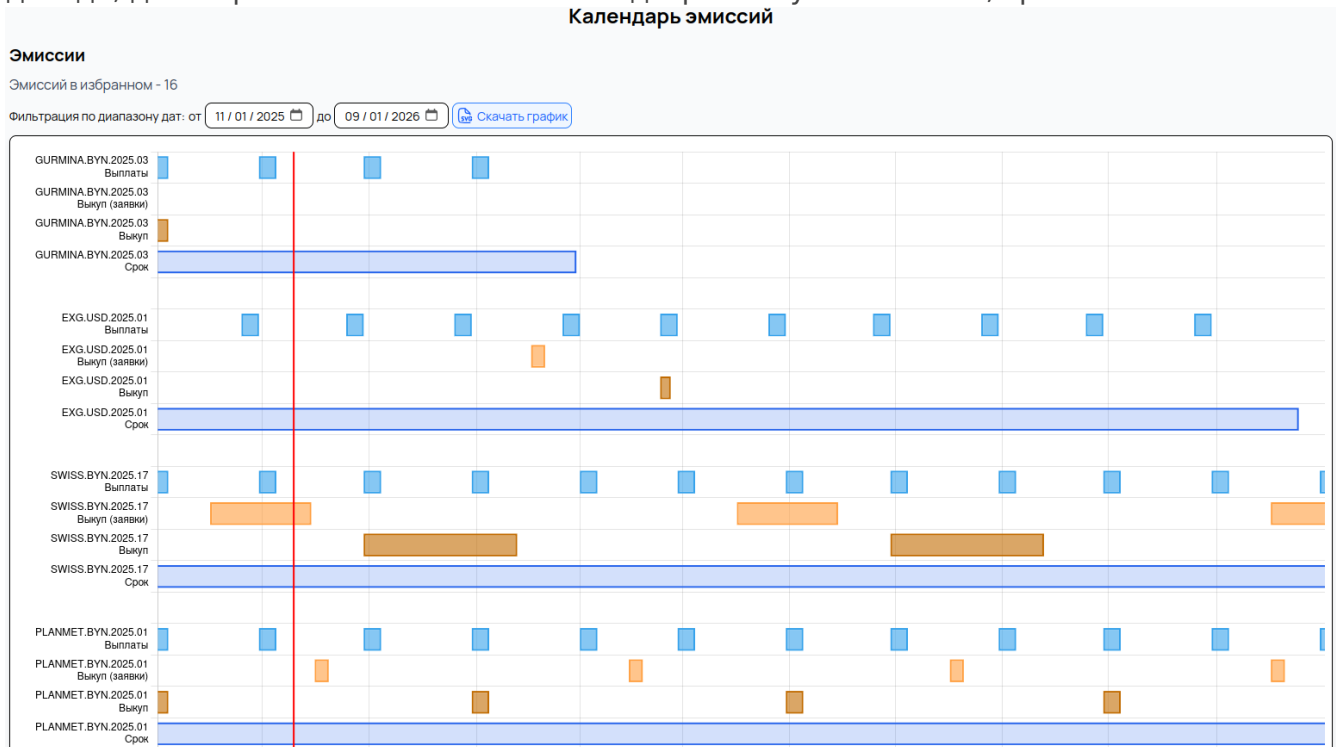 Календарь эмиссий
Эмиссии
Эмиссий в избранном - 16
Фильтрация по диапазону дат: от 11 / 01 / 2025 до 09 / 01 / 2026 SVG Скачать график
GURMINA.BYN.2025.03
Выплаты
GURMINA.BYN.2025.03
Выкуп (заявки)
GURMINA.BYN.2025.03
Выкуп
GURMINA.BYN.2025.03
Срок
EXG.USD.2025.01
Выплаты
EXG.USD.2025.01
Выкуп (заявки)
EXG.USD.2025.01
Выкуп
EXG.USD.2025.01
Срок
SWISS.BYN.2025.17
Выплаты
SWISS.BYN.2025.17
Выкуп (заявки)
SWISS.BYN.2025.17
Выкуп
SWISS.BYN.2025.17
Срок
PLANMET.BYN.2025.01
Выплаты
PLANMET.BYN.2025.01
Выкуп (заявки)
PLANMET.BYN.2025.01
Выкуп
PLANMET.BYN.2025.01
Срок